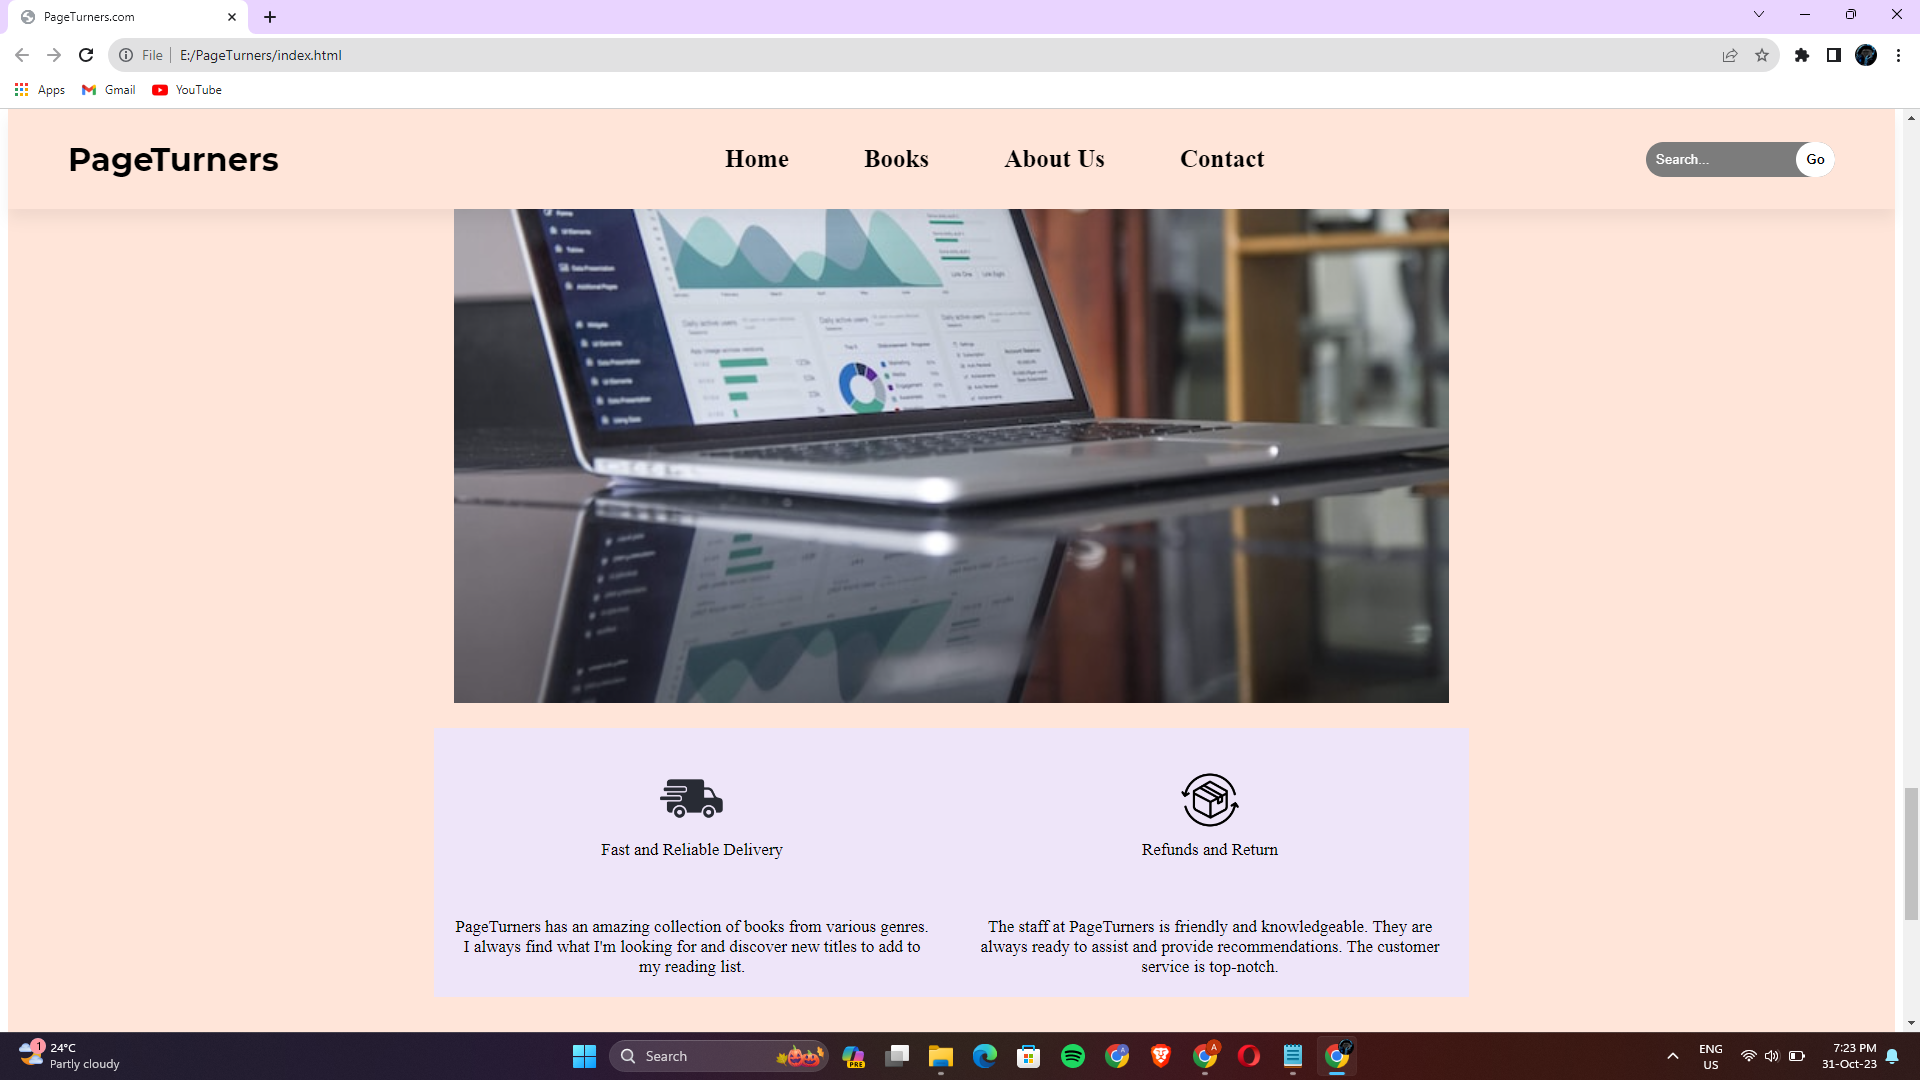 PageTurners.com
File
E:/PageTurners/index.html
Apps
Gmail
YouTube
PageTurners
Home
Books
About Us
Contact
Search...
Go
Fast and Reliable Delivery
Refunds and Return
PageTurners has an amazing collection of books from various genres.
I always find what I'm looking for and discover new titles to add to
my reading list.
The staff at PageTurners is friendly and knowledgeable. They are
always ready to assist and provide recommendations. The customer
service is top-notch.
1
24°C
Partly cloudy
Search
PRE
A
ENG
US
7:23 PM
31-Oct-23